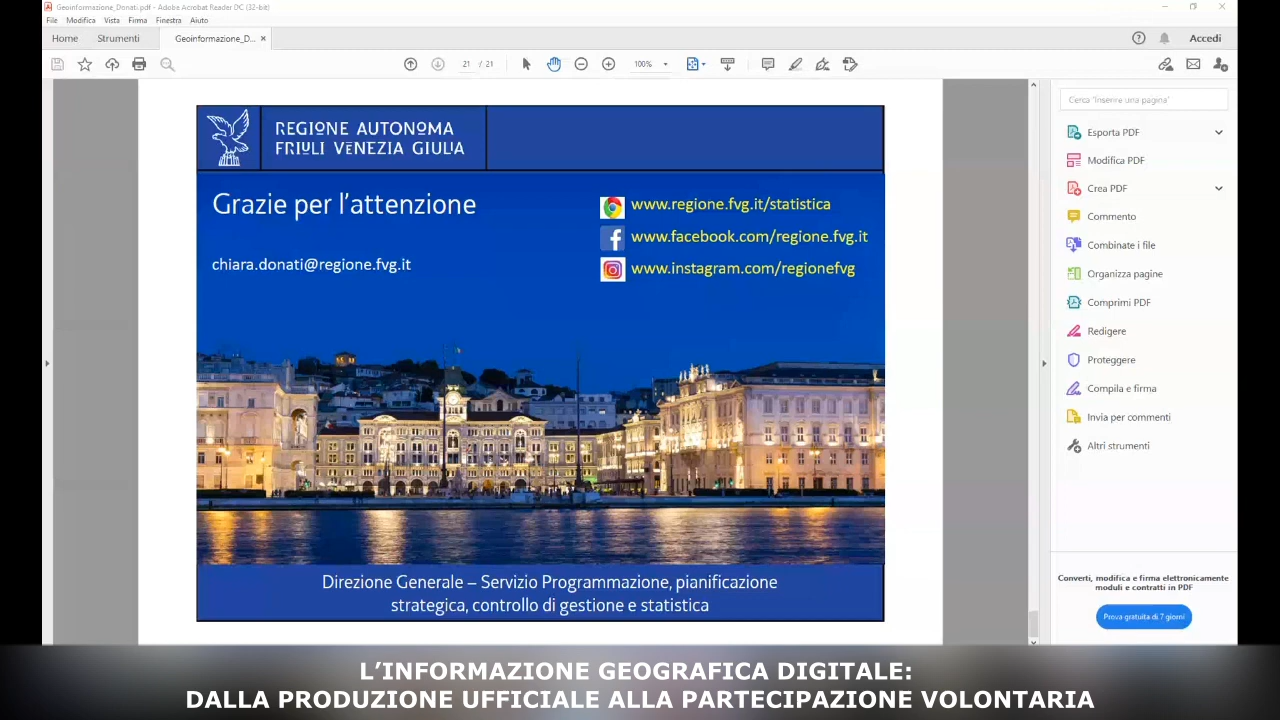 Geoinformazione_Donati.pdf - Adobe Acrobat Reader DC (32-bit)
File Modifica Vista Firma Finestra Aiuto
Home Strumenti Geoinformazione_D... × Accedi
21 / 21 100%
Cerca "Inserire una pagina"
Esporta PDF
Modifica PDF
Crea PDF
Commento
Combinate i file
Organizza pagine
Comprimi PDF
Redigere
Proteggere
Compila e firma
Invia per commenti
Altri strumenti
Converti, modifica e firma elettronicamente
moduli e contratti in PDF
Prova gratuita di 7 giorni
REGIONE AUTONOMA
FRIULI VENEZIA GIULIA
Grazie per l'attenzione
chiara.donati@regione.fvg.it
www.regione.fvg.it/statistica
www.facebook.com/regione.fvg.it
www.instagram.com/regionefvg
Direzione Generale – Servizio Programmazione, pianificazione
strategica, controllo di gestione e statistica
L'INFORMAZIONE GEOGRAFICA DIGITALE:
DALLA PRODUZIONE UFFICIALE ALLA PARTECIPAZIONE VOLONTARIA